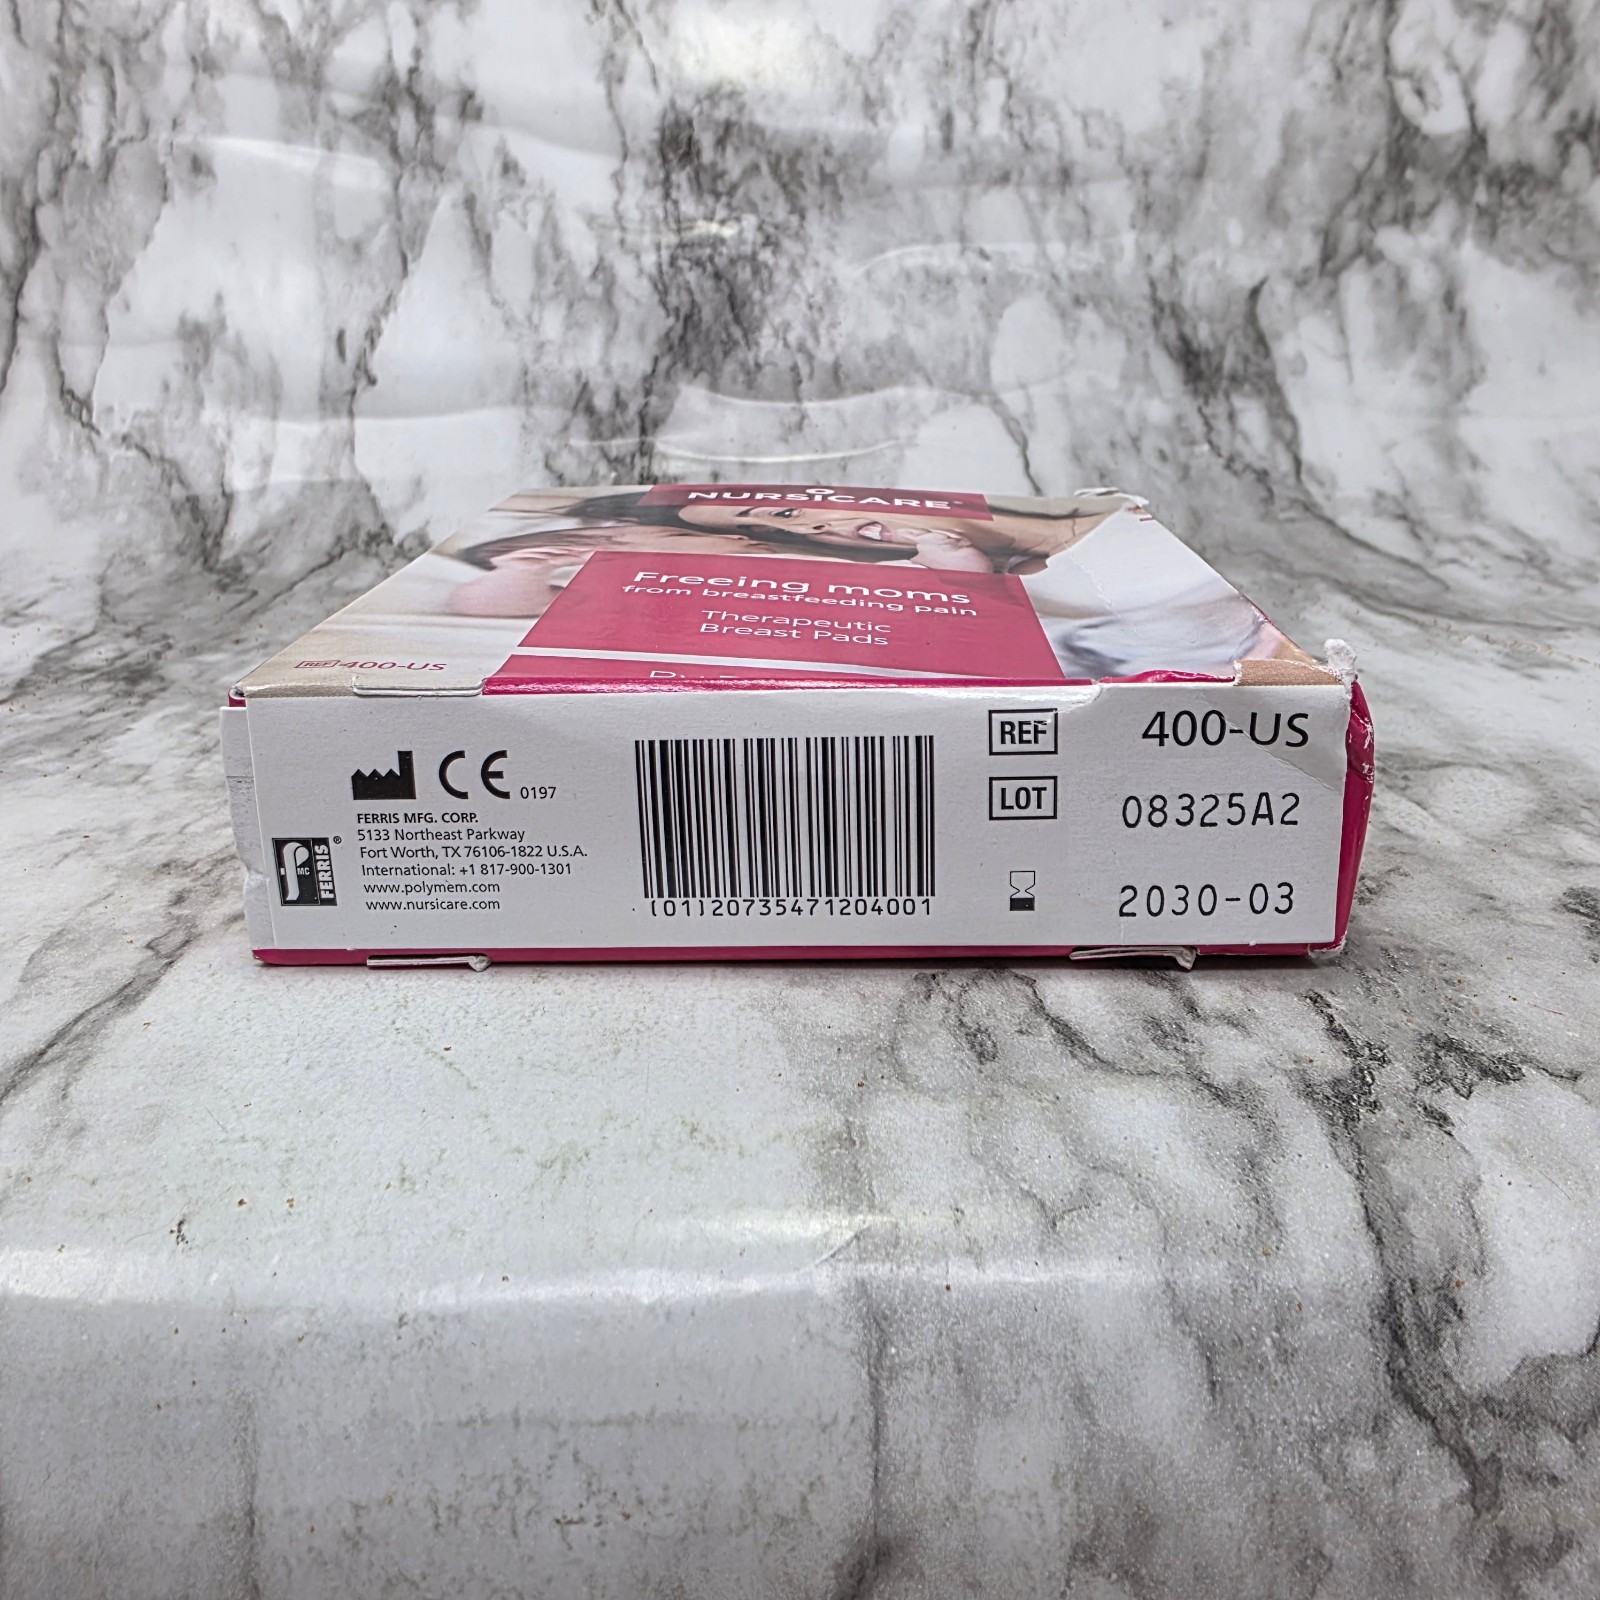 NURSICARE®
Freeing moms
from breastfeeding pain
Therapeutic
Breast Pads
REF 400-US
CE 0197
FERRIS MFG. CORP.
5133 Northeast Parkway
Fort Worth, TX 76106-1822 U.S.A.
International: +1 817-900-1301
www.polymem.com
www.nursicare.com
MC FERRIS®
(01)20735471204001
REF 400-US
LOT 08325A2
2030-03